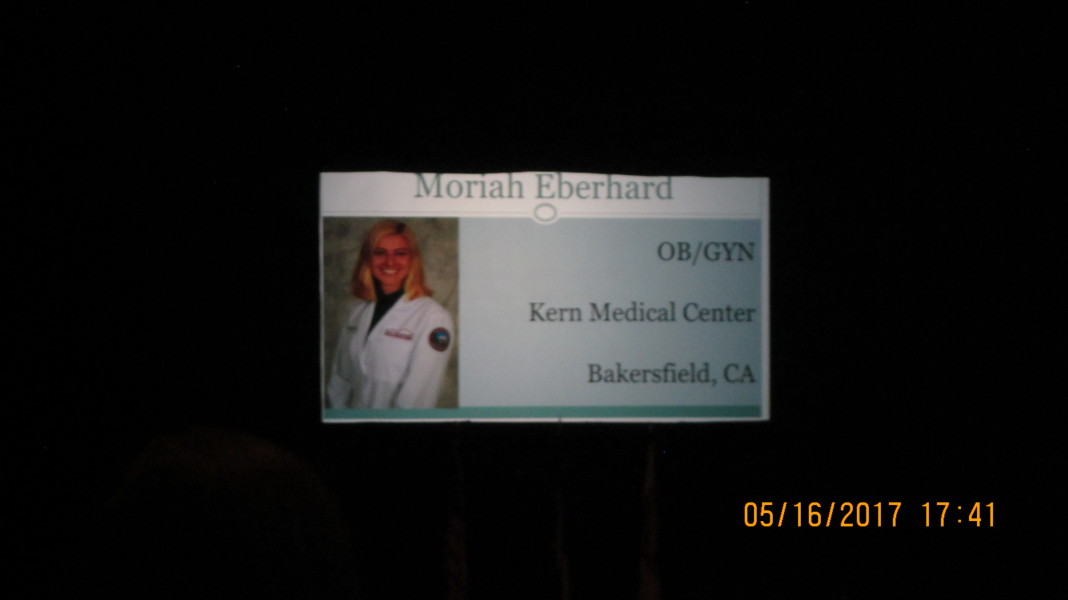 Moriah Eberhard
OB/GYN
Kern Medical Center
Bakersfield, CA
05/16/2017 17:41